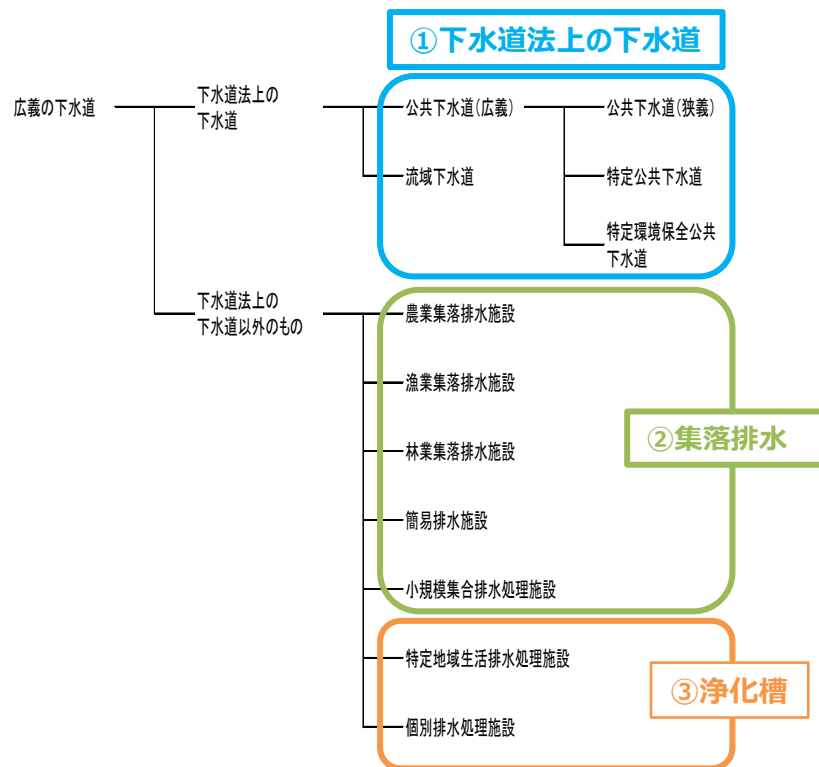 ①下水道法上の下水道
広義の下水道
下水道法上の
下水道
公共下水道(広義)
公共下水道(狭義)
流域下水道
特定公共下水道
特定環境保全公共
下水道
下水道法上の
下水道以外のもの
農業集落排水施設
漁業集落排水施設
②集落排水
林業集落排水施設
簡易排水施設
小規模集合排水処理施設
特定地域生活排水処理施設
③浄化槽
個別排水処理施設